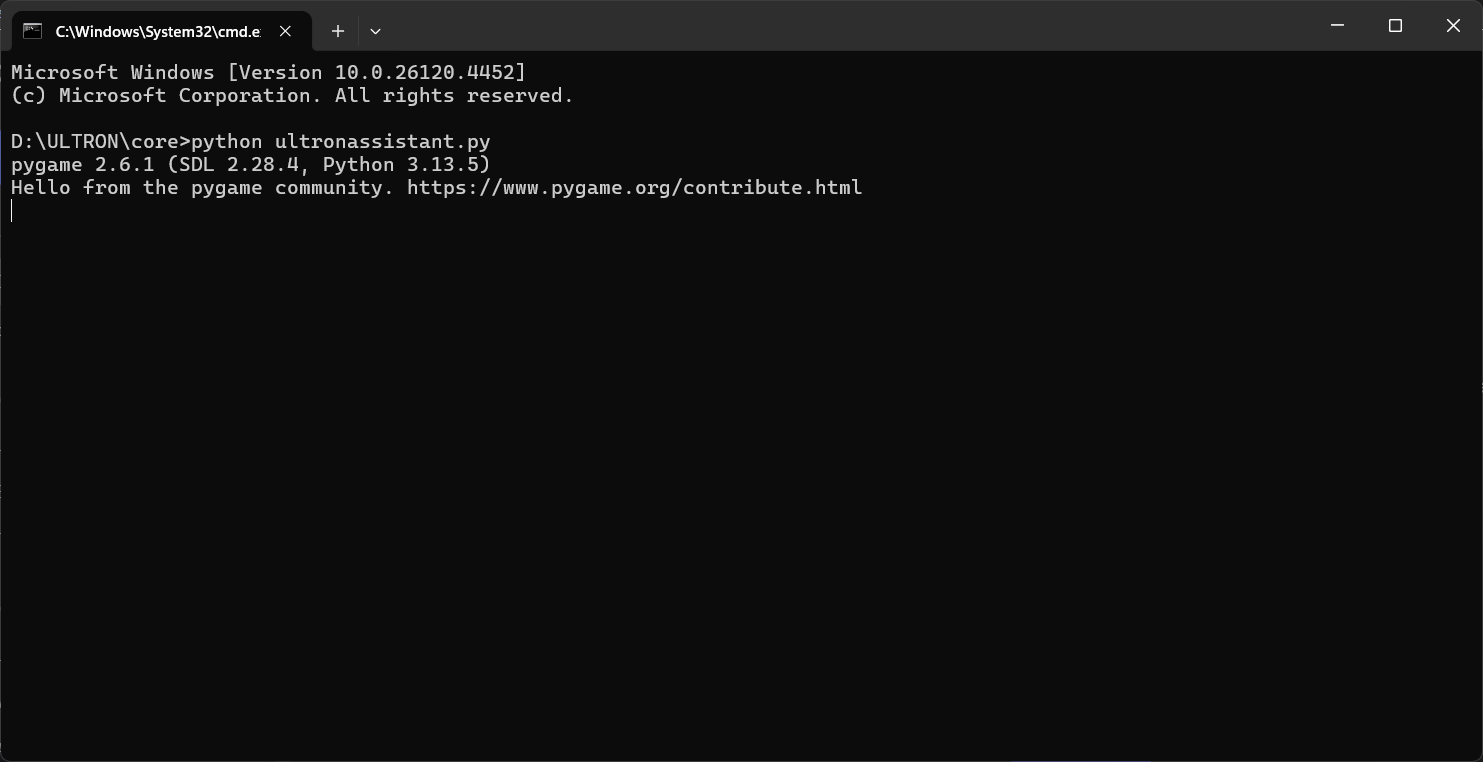 C:\Windows\System32\cmd.e
Microsoft Windows [Version 10.0.26120.4452]
(c) Microsoft Corporation. All rights reserved.
D:\ULTRON\core>python ultronassistant.py
pygame 2.6.1 (SDL 2.28.4, Python 3.13.5)
Hello from the pygame community. https://www.pygame.org/contribute.html